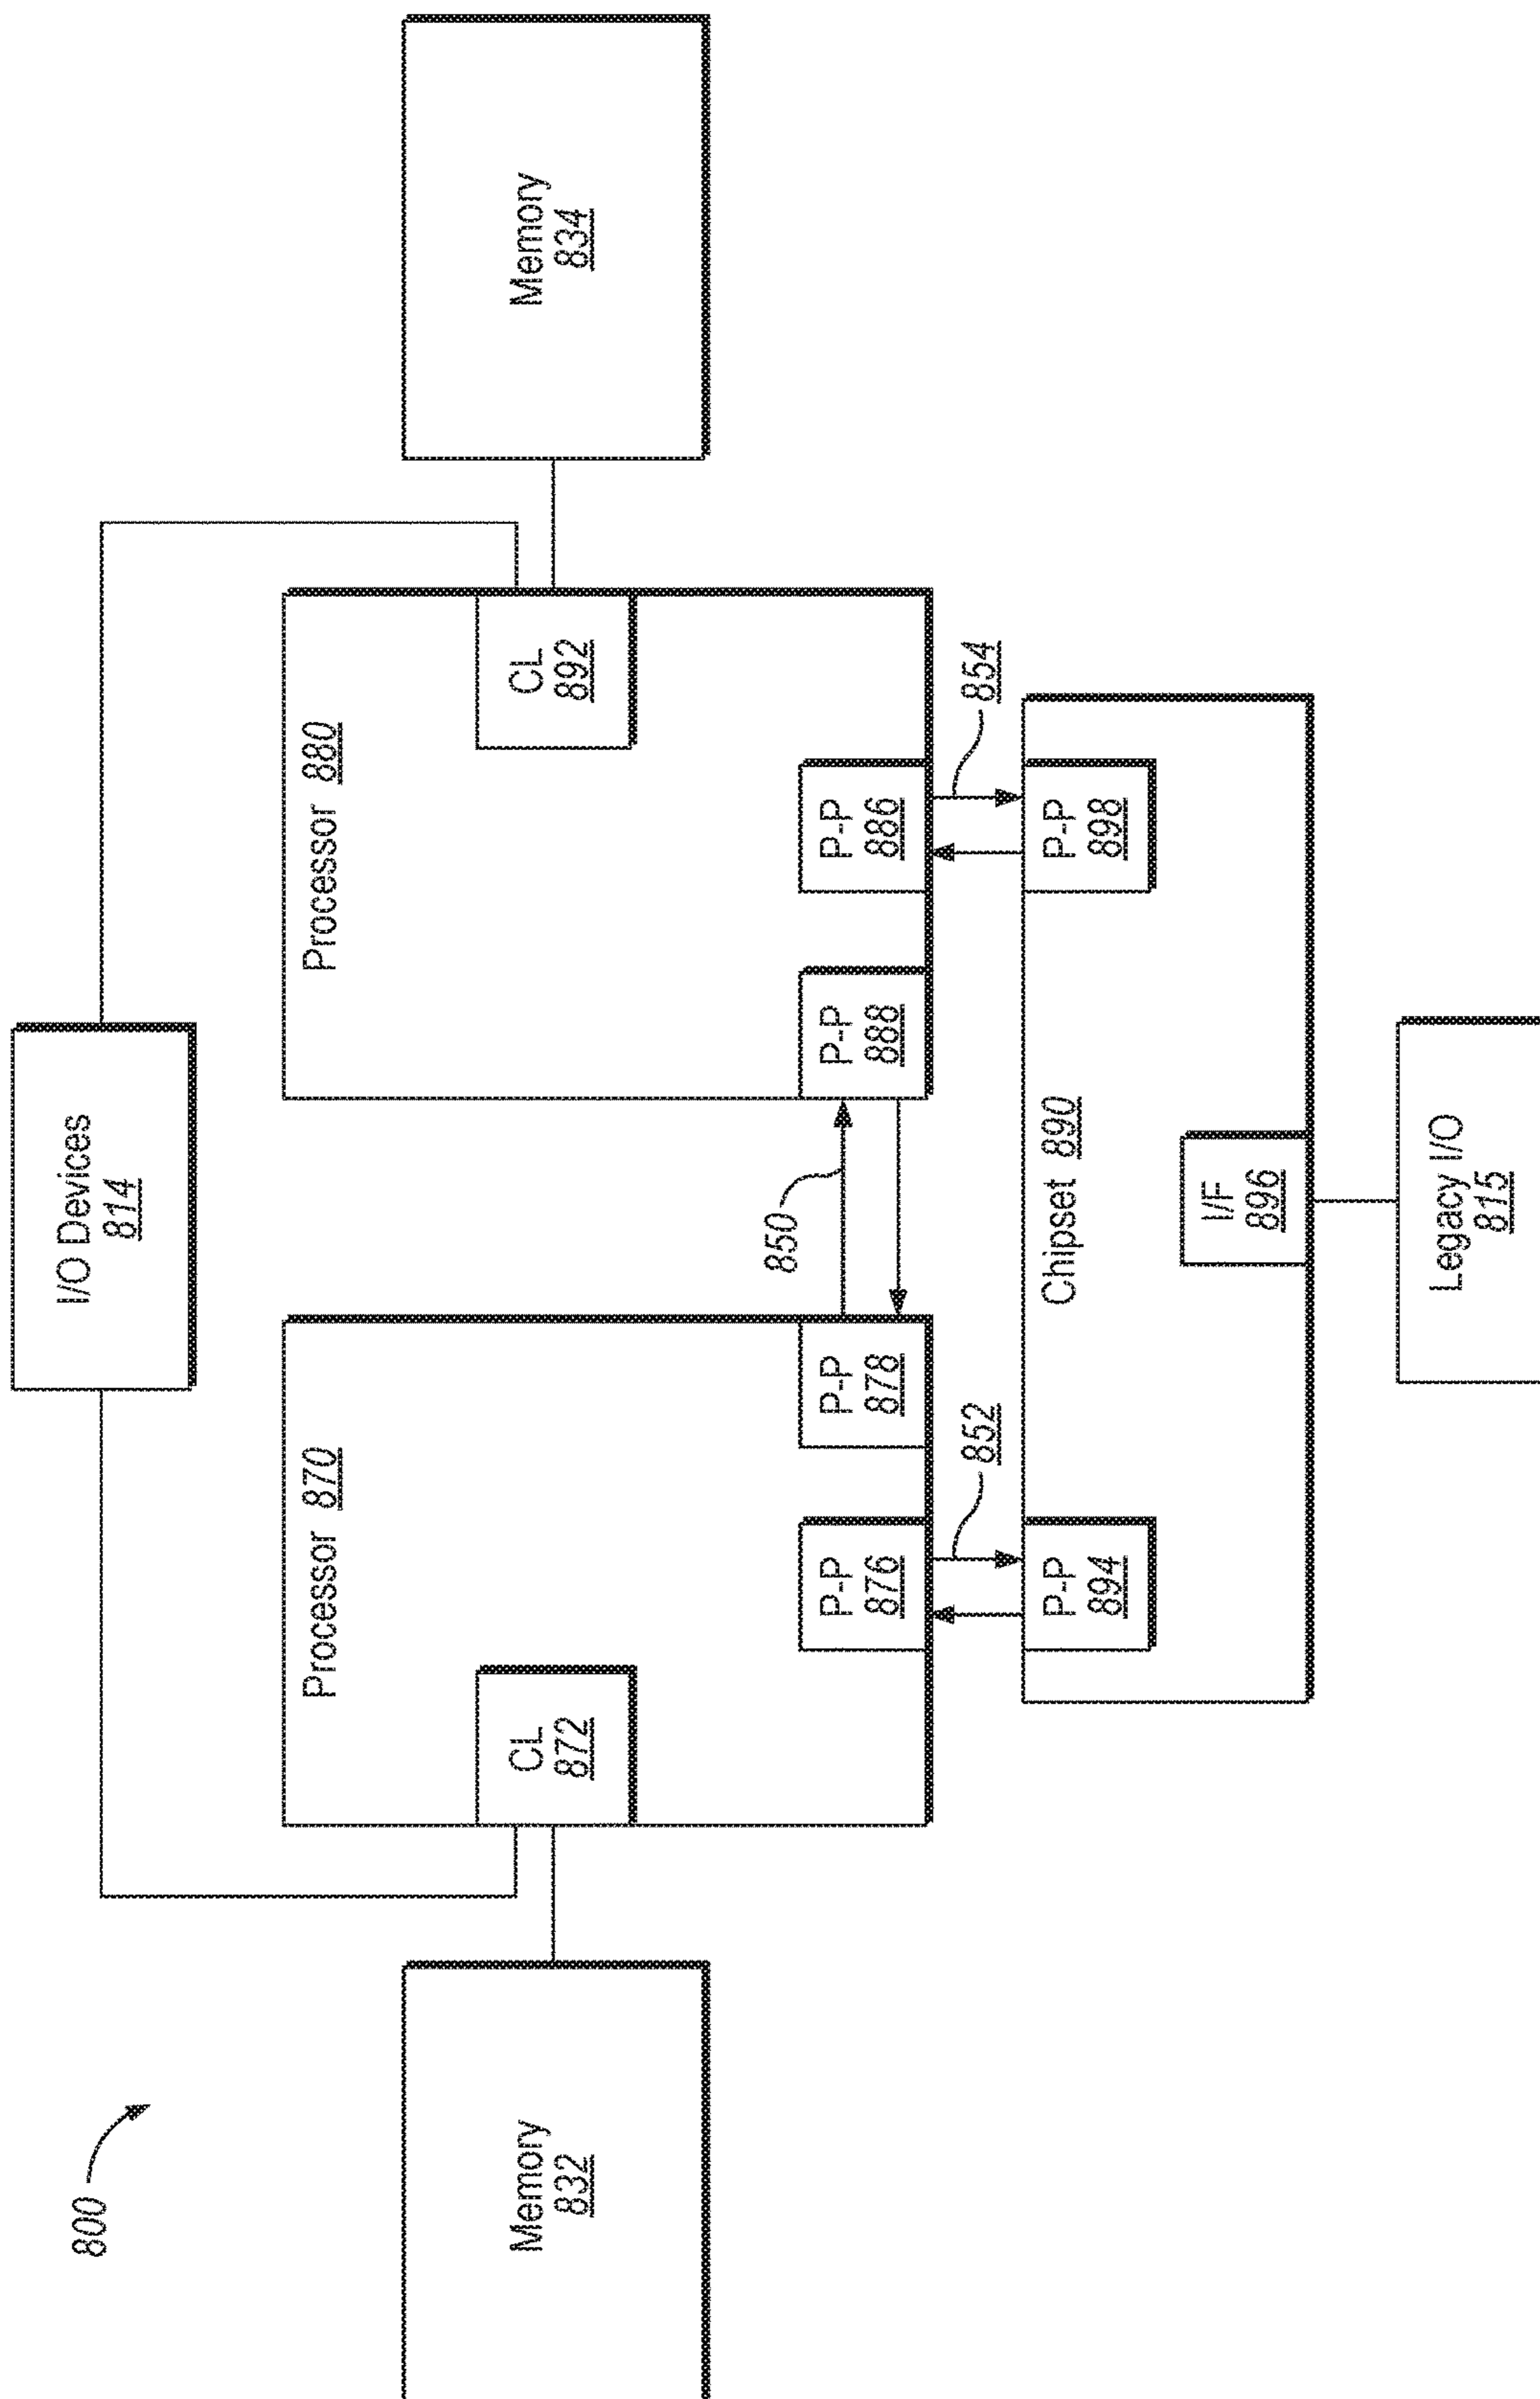 800
I/O Devices
814
Memory
832
Processor 870
CL
872
P-P
876
P-P
878
850
Processor 880
CL
892
P-P
888
P-P
886
Memory
834
852
854
Chipset 890
P-P
894
P-P
898
I/F
896
Legacy I/O
815